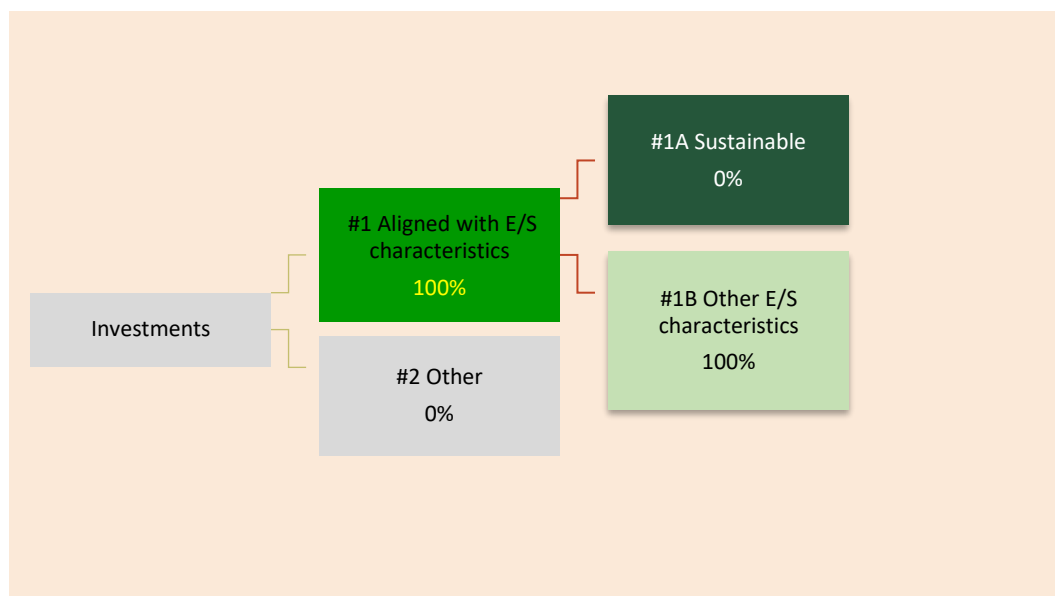 Investments
#1 Aligned with E/S
characteristics
100%
#2 Other
0%
#1A Sustainable
0%
#1B Other E/S
characteristics
100%